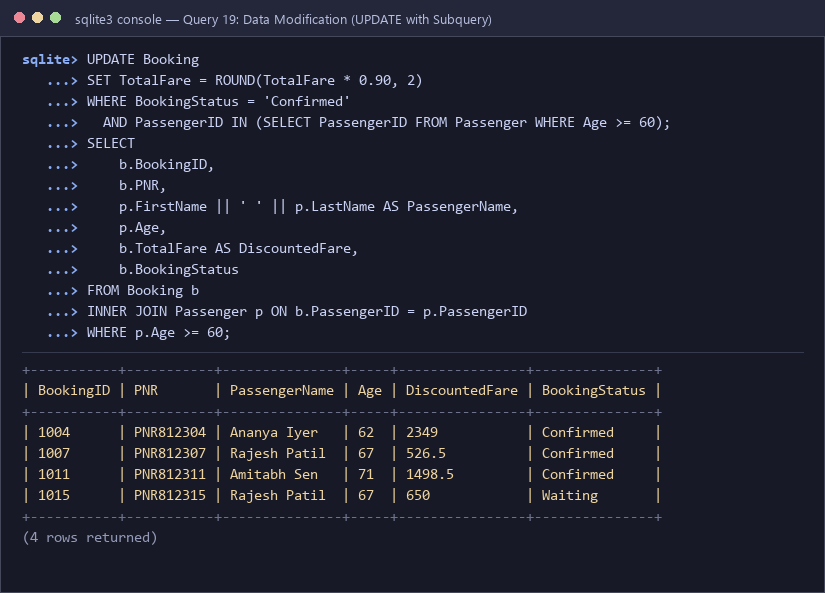 sqlite3 console — Query 19: Data Modification (UPDATE with Subquery)
sqlite> UPDATE Booking
   ...> SET TotalFare = ROUND(TotalFare * 0.90, 2)
   ...> WHERE BookingStatus = 'Confirmed'
   ...>   AND PassengerID IN (SELECT PassengerID FROM Passenger WHERE Age >= 60);
   ...> SELECT
   ...>     b.BookingID,
   ...>     b.PNR,
   ...>     p.FirstName || ' ' || p.LastName AS PassengerName,
   ...>     p.Age,
   ...>     b.TotalFare AS DiscountedFare,
   ...>     b.BookingStatus
   ...> FROM Booking b
   ...> INNER JOIN Passenger p ON b.PassengerID = p.PassengerID
   ...> WHERE p.Age >= 60;
+-----------+-----------+---------------+-----+----------------+---------------+
| BookingID | PNR       | PassengerName | Age | DiscountedFare | BookingStatus |
+-----------+-----------+---------------+-----+----------------+---------------+
| 1004      | PNR812304 | Ananya Iyer   | 62  | 2349           | Confirmed     |
| 1007      | PNR812307 | Rajesh Patil  | 67  | 526.5          | Confirmed     |
| 1011      | PNR812311 | Amitabh Sen   | 71  | 1498.5         | Confirmed     |
| 1015      | PNR812315 | Rajesh Patil  | 67  | 650            | Waiting       |
+-----------+-----------+---------------+-----+----------------+---------------+
(4 rows returned)